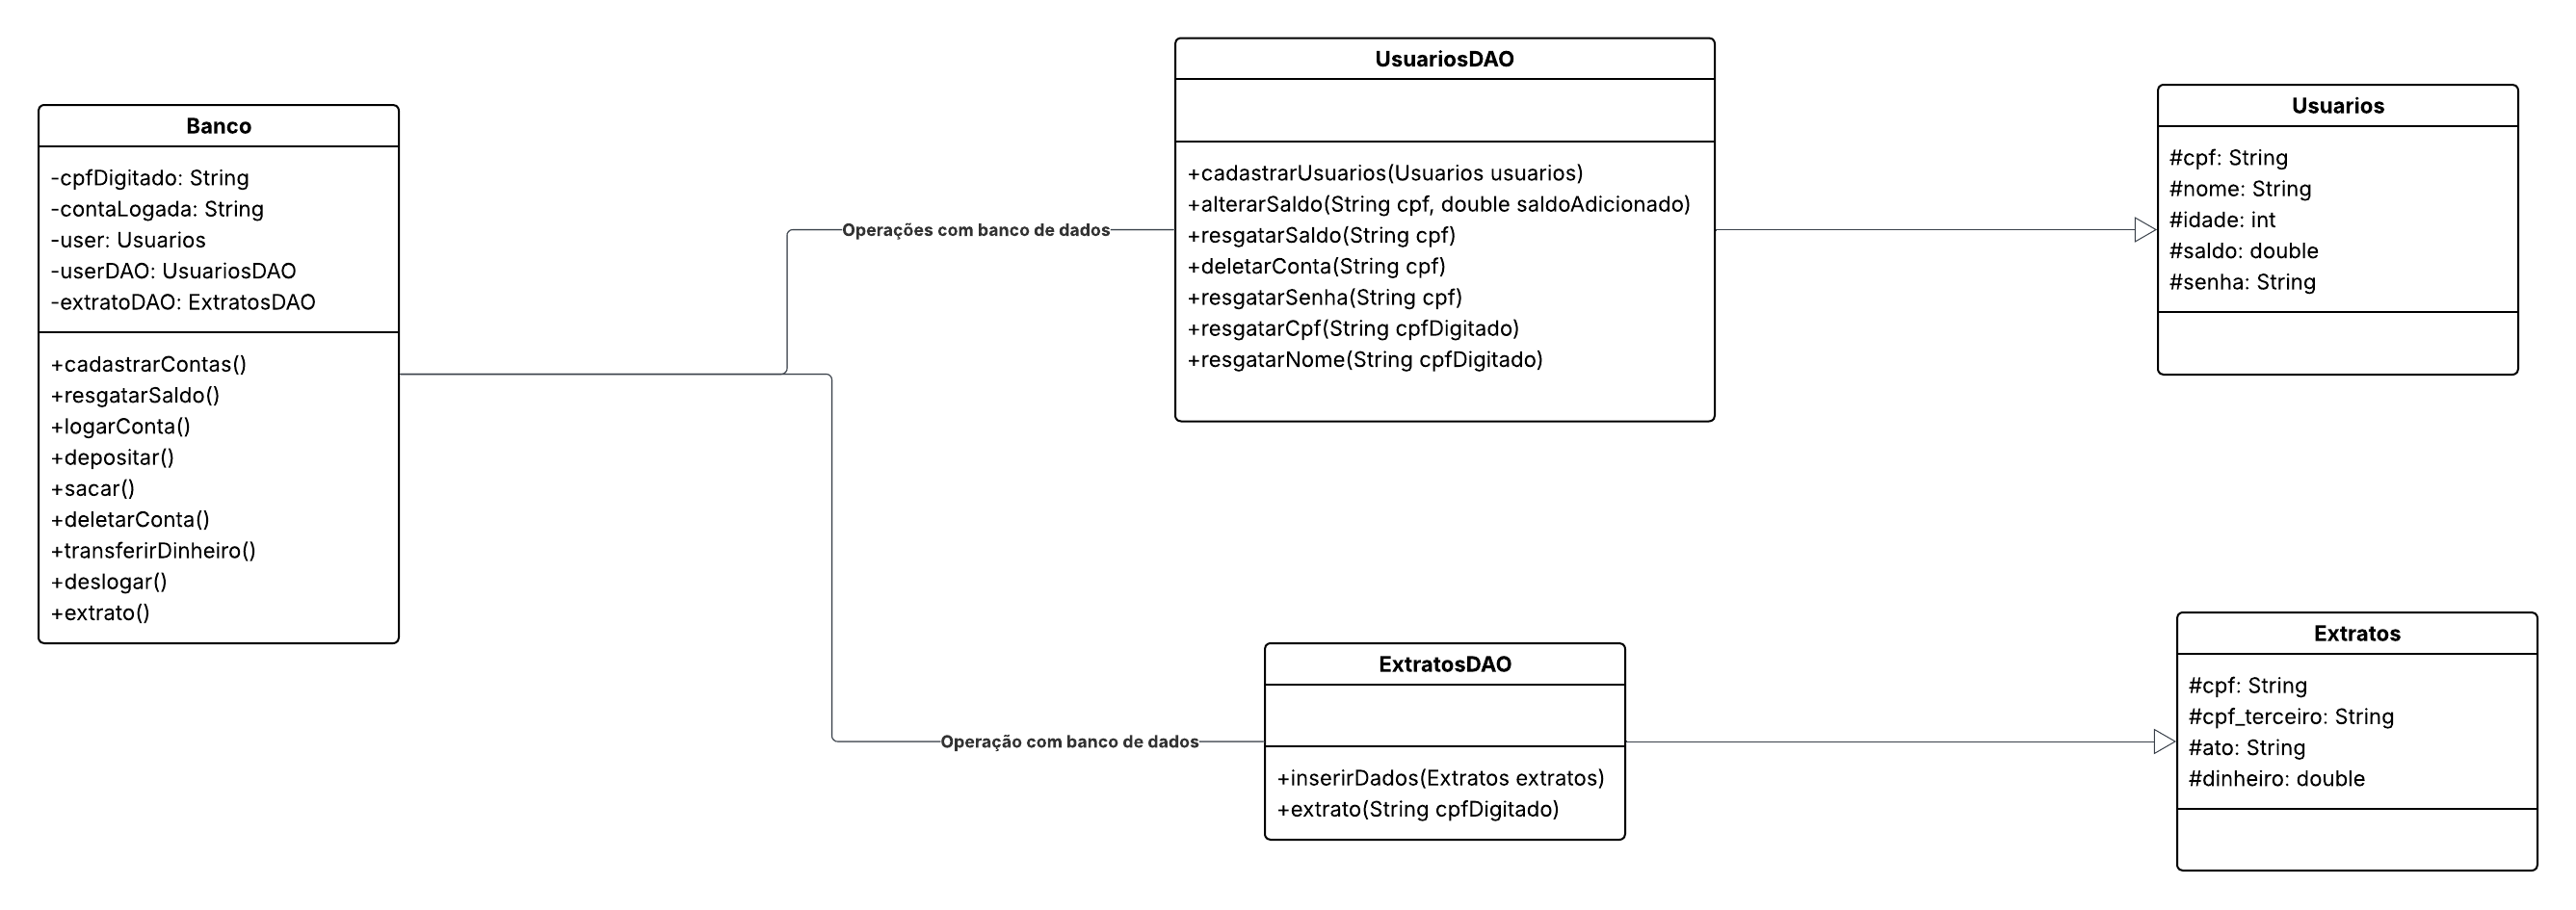 Banco
-cpfDigitado: String
-contaLogada: String
-user: Usuarios
-userDAO: UsuariosDAO
-extratoDAO: ExtratosDAO
+cadastrarContas()
+resgatarSaldo()
+logarConta()
+depositar()
+sacar()
+deletarConta()
+transferirDinheiro()
+deslogar()
+extrato()
Operações com banco de dados
UsuariosDAO
+cadastrarUsuarios(Usuarios usuarios)
+alterarSaldo(String cpf, double saldoAdicionado)
+resgatarSaldo(String cpf)
+deletarConta(String cpf)
+resgatarSenha(String cpf)
+resgatarCpf(String cpfDigitado)
+resgatarNome(String cpfDigitado)
Usuarios
#cpf: String
#nome: String
#idade: int
#saldo: double
#senha: String
Operação com banco de dados
ExtratosDAO
+inserirDados(Extratos extratos)
+extrato(String cpfDigitado)
Extratos
#cpf: String
#cpf_terceiro: String
#ato: String
#dinheiro: double